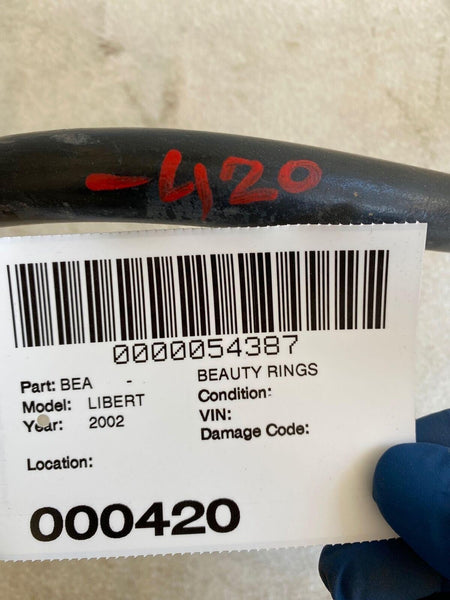 -420
0000054387
Part: BEA - BEAUTY RINGS
Model: LIBERT Condition:
Year: 2002 VIN:
Damage Code:
Location:
000420